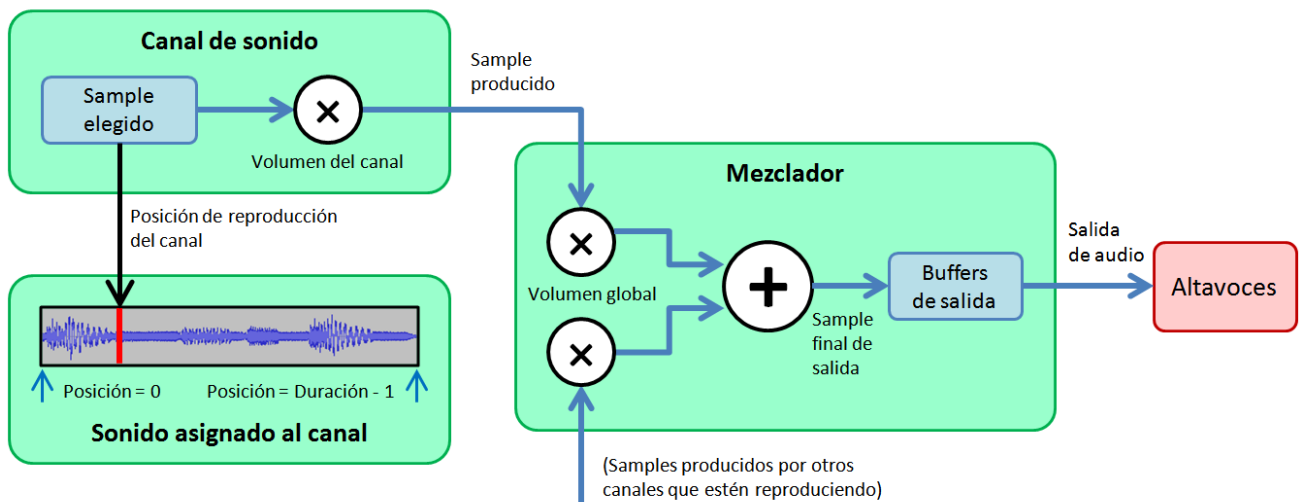 Canal de sonido
Sample
elegido
Volumen del canal
Sample
producido
Posición de reproducción
del canal
Posición = 0
Posición = Duración - 1
Sonido asignado al canal
Mezclador
Volumen global
Sample
final de
salida
Buffers
de salida
Salida
de audio
Altavoces
(Samples producidos por otros
canales que estén reproduciendo)